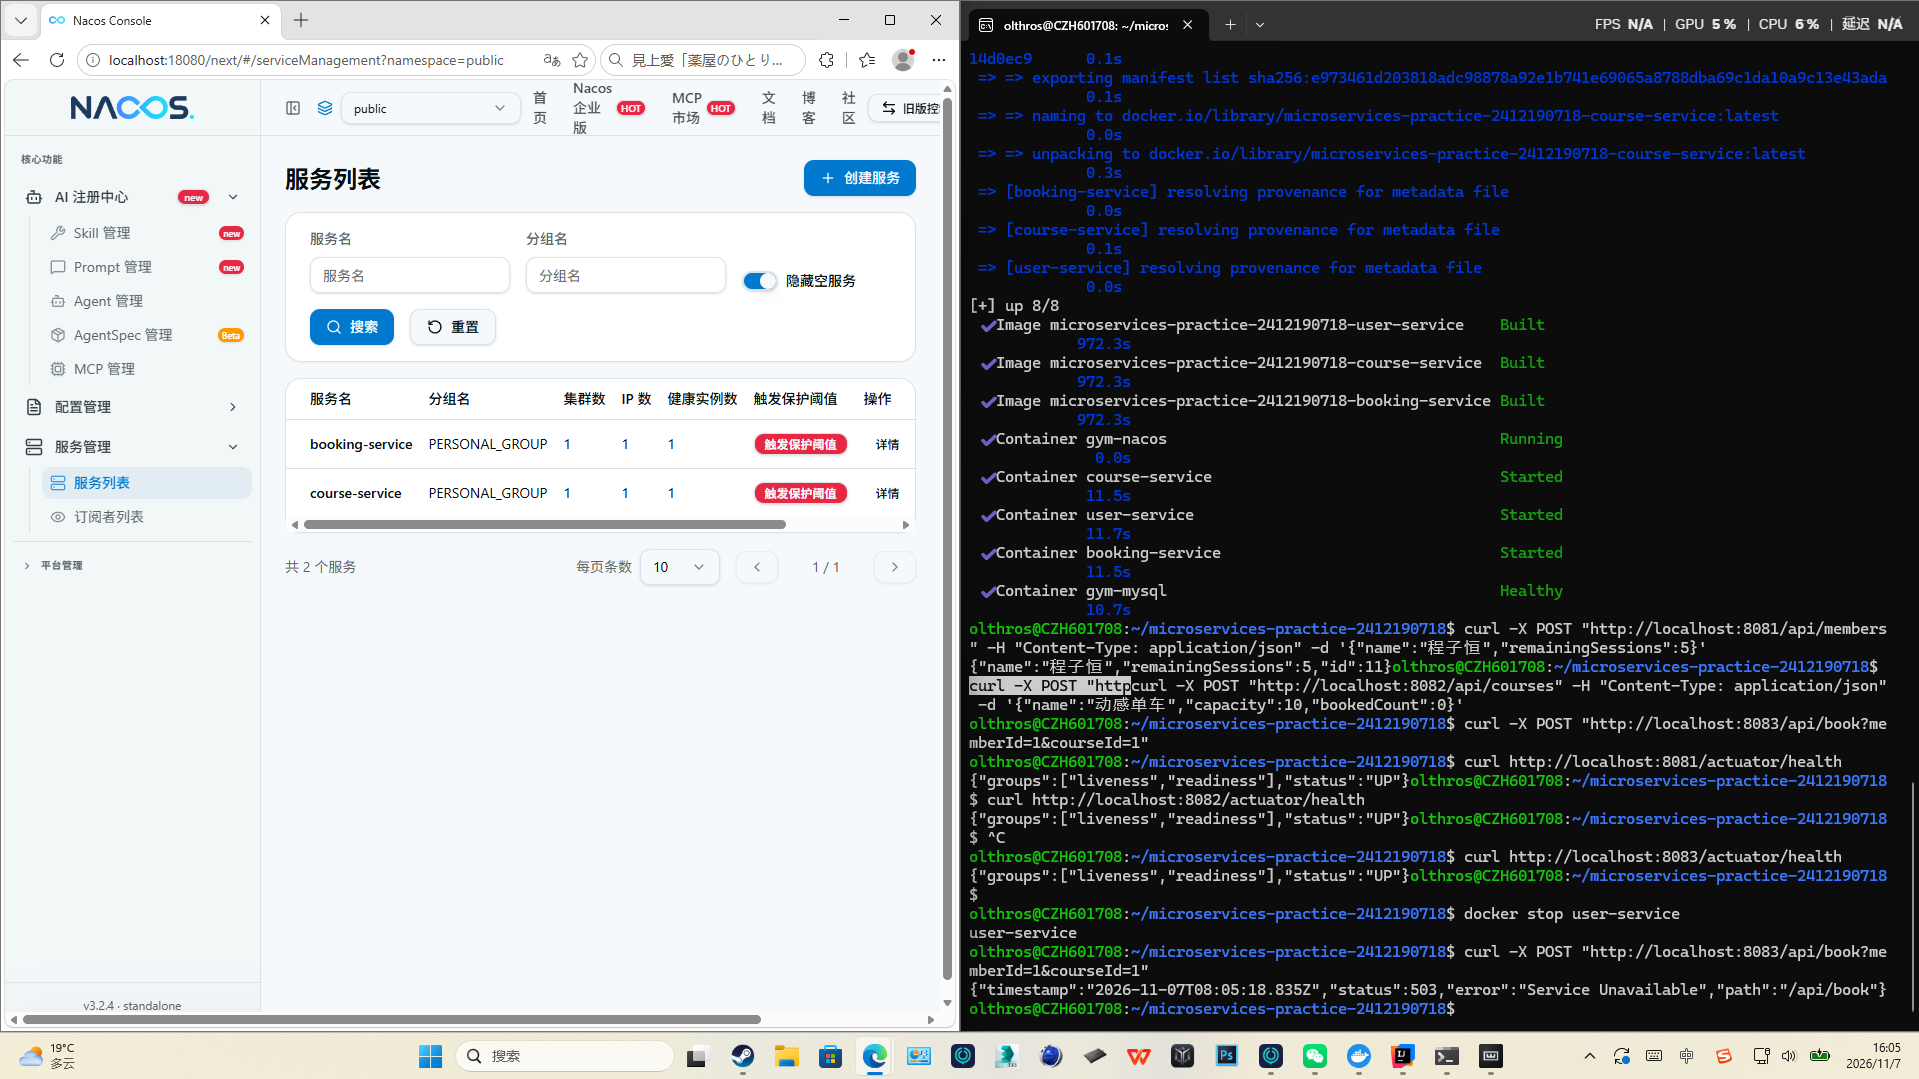 Nacos Console
localhost:18080/next/#/serviceManagement?namespace=public
見上愛「薬屋のひとり...
NACOS.
public
首页
Nacos企业版 HOT
MCP市场 HOT
文档
博客
社区
旧版控
核心功能
AI 注册中心 new
Skill 管理 new
Prompt 管理 new
Agent 管理
AgentSpec 管理 Beta
MCP 管理
配置管理
服务管理
服务列表
订阅者列表
平台管理
v3.2.4 · standalone
服务列表
创建服务
服务名 分组名
服务名 分组名 隐藏空服务
搜索 重置
服务名 分组名 集群数 IP 数 健康实例数 触发保护阈值 操作
booking-service PERSONAL_GROUP 1 1 1 触发保护阈值 详情
course-service PERSONAL_GROUP 1 1 1 触发保护阈值 详情
共 2 个服务 每页条数 10 1 / 1
olthros@CZH601708: ~/micros
FPS N/A | GPU 5 % | CPU 6 % | 延迟 N/A
14d0ec9 0.1s
=> => exporting manifest list sha256:e973461d203818adc98878a92e1b741e69065a8788dba69c1da10a9c13e43ada
0.1s
=> => naming to docker.io/library/microservices-practice-2412190718-course-service:latest
0.0s
=> => unpacking to docker.io/library/microservices-practice-2412190718-course-service:latest
0.3s
=> [booking-service] resolving provenance for metadata file
0.0s
=> [course-service] resolving provenance for metadata file
0.1s
=> [user-service] resolving provenance for metadata file
0.0s
[+] up 8/8
✔Image microservices-practice-2412190718-user-service Built
972.3s
✔Image microservices-practice-2412190718-course-service Built
972.3s
✔Image microservices-practice-2412190718-booking-service Built
972.3s
✔Container gym-nacos Running
0.0s
✔Container course-service Started
11.5s
✔Container user-service Started
11.7s
✔Container booking-service Started
11.5s
✔Container gym-mysql Healthy
10.7s
olthros@CZH601708:~/microservices-practice-2412190718$ curl -X POST "http://localhost:8081/api/members
" -H "Content-Type: application/json" -d '{"name":"程子恒","remainingSessions":5}'
{"name":"程子恒","remainingSessions":5,"id":11}olthros@CZH601708:~/microservices-practice-2412190718$
curl -X POST "httpcurl -X POST "http://localhost:8082/api/courses" -H "Content-Type: application/json"
-d '{"name":"动感单车","capacity":10,"bookedCount":0}'
olthros@CZH601708:~/microservices-practice-2412190718$ curl -X POST "http://localhost:8083/api/book?me
mberId=1&courseId=1"
olthros@CZH601708:~/microservices-practice-2412190718$ curl http://localhost:8081/actuator/health
{"groups":["liveness","readiness"],"status":"UP"}olthros@CZH601708:~/microservices-practice-2412190718
$ curl http://localhost:8082/actuator/health
{"groups":["liveness","readiness"],"status":"UP"}olthros@CZH601708:~/microservices-practice-2412190718
$ ^C
olthros@CZH601708:~/microservices-practice-2412190718$ curl http://localhost:8083/actuator/health
{"groups":["liveness","readiness"],"status":"UP"}olthros@CZH601708:~/microservices-practice-2412190718
$
olthros@CZH601708:~/microservices-practice-2412190718$ docker stop user-service
user-service
olthros@CZH601708:~/microservices-practice-2412190718$ curl -X POST "http://localhost:8083/api/book?me
mberId=1&courseId=1"
{"timestamp":"2026-11-07T08:05:18.835Z","status":503,"error":"Service Unavailable","path":"/api/book"}
olthros@CZH601708:~/microservices-practice-2412190718$
19°C
多云
搜索
中
16:05
2026/11/7